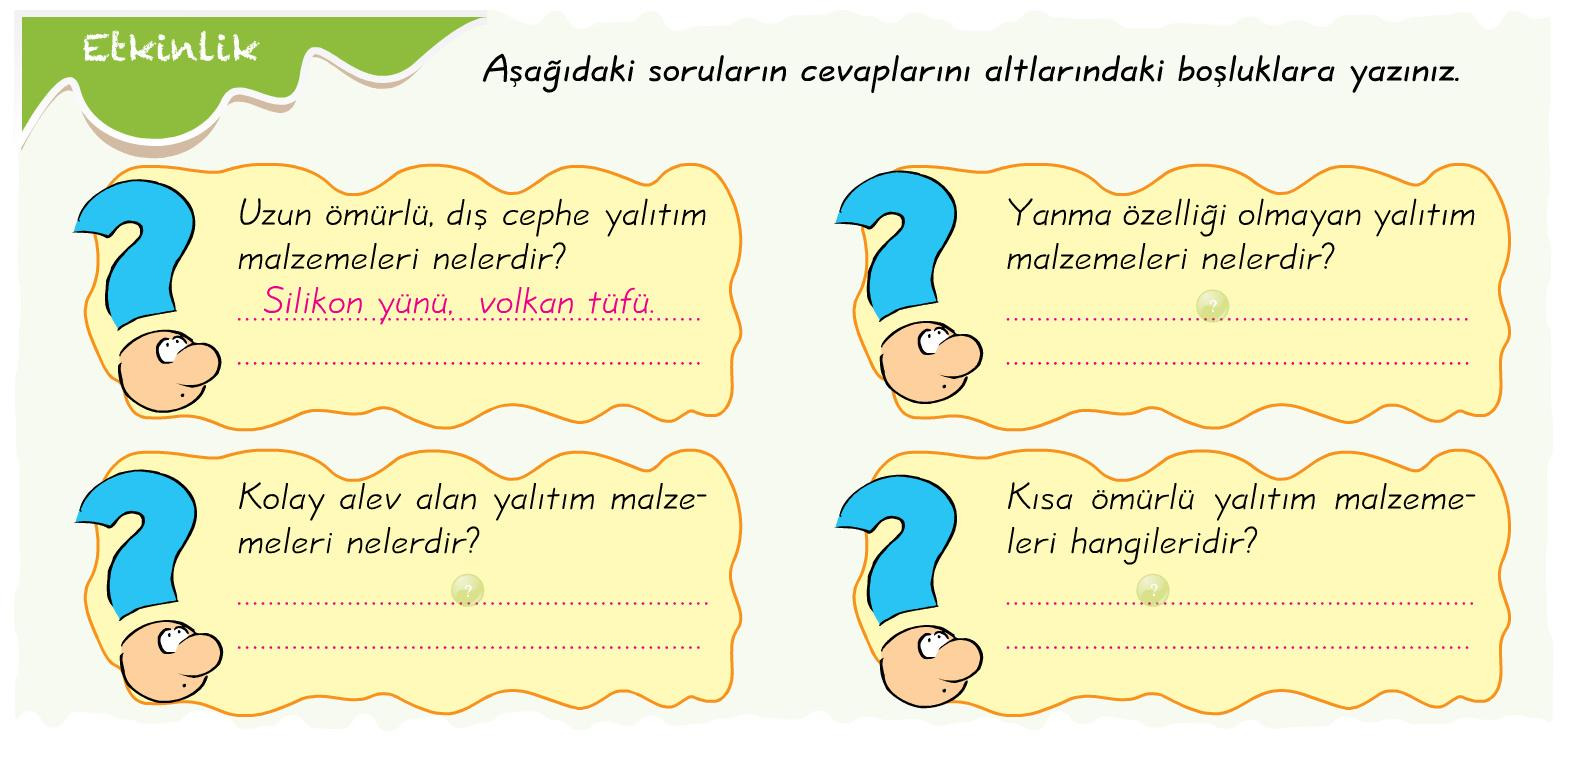 Etkinlik
Aşağıdaki soruların cevaplarını altlarındaki boşluklara yazınız.
Uzun ömürlü, dış cephe yalıtım
malzemeleri nelerdir?
Silikon yünü, volkan tüfü.
Yanma özelliği olmayan yalıtım
malzemeleri nelerdir?
?
Kolay alev alan yalıtım malze-
meleri nelerdir?
?
Kısa ömürlü yalıtım malzeme-
leri hangileridir?
?